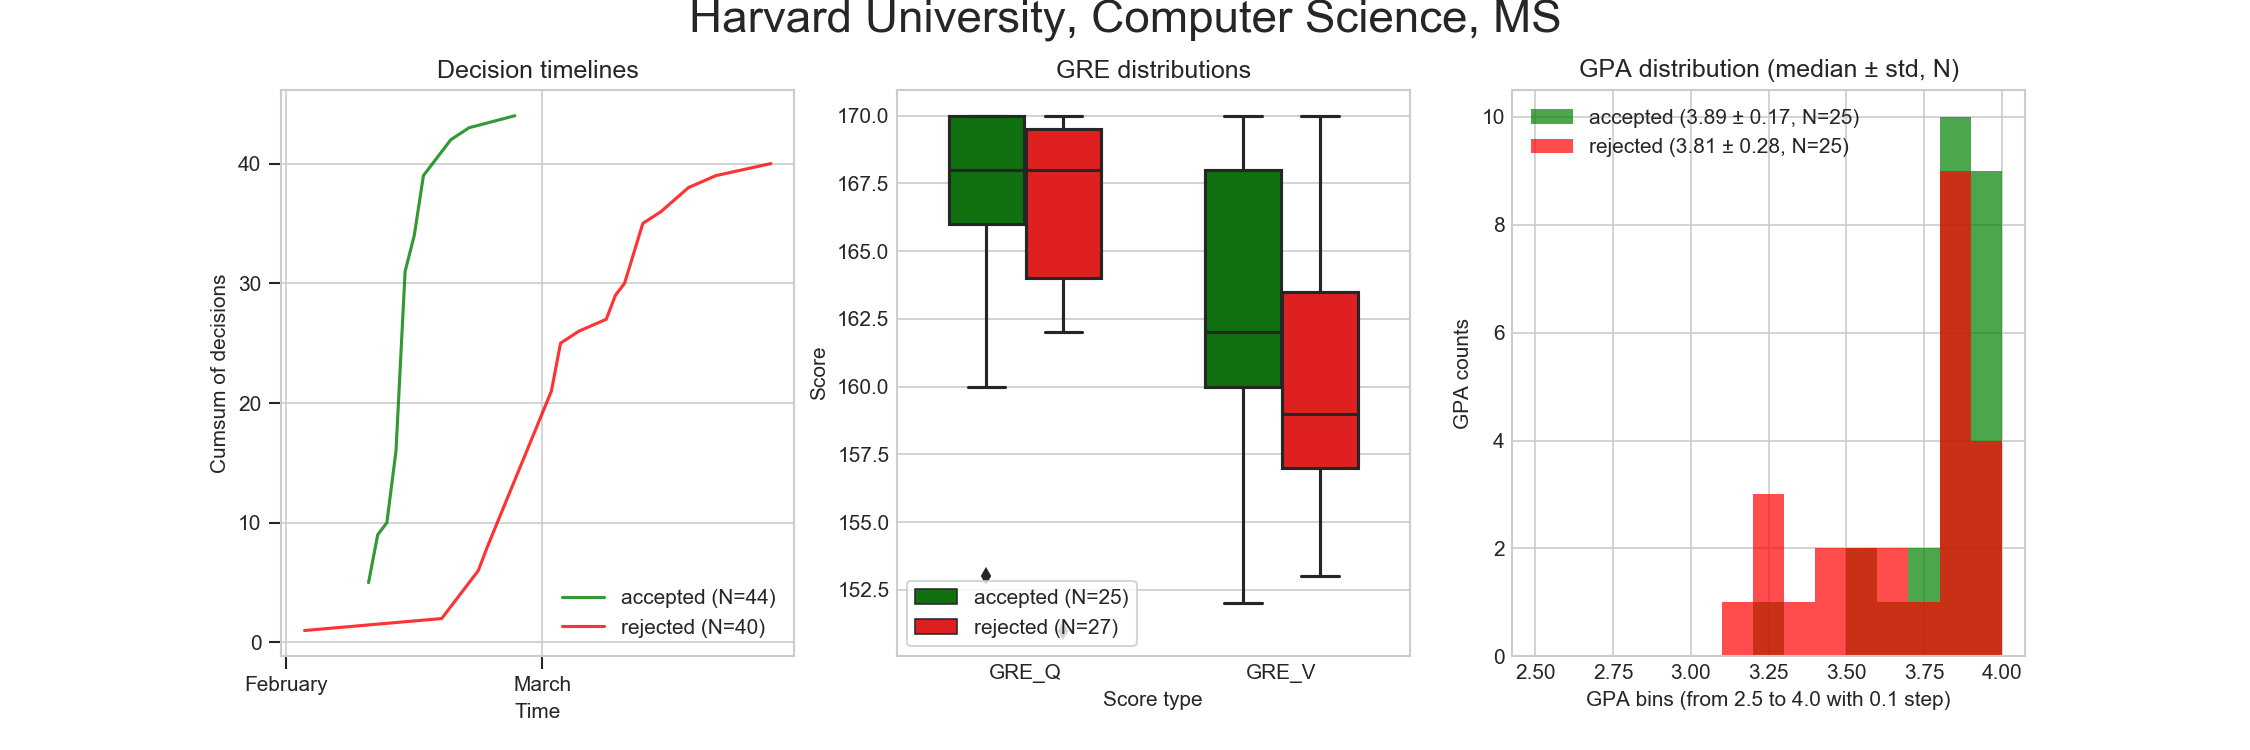 Harvard University, Computer Science, MS
Decision timelines
Cumsum of decisions
40
30
20
10
0
accepted (N=44)
rejected (N=40)
February
March
Time
GRE distributions
Score
170.0
167.5
165.0
162.5
160.0
157.5
155.0
152.5
accepted (N=25)
rejected (N=27)
GRE_Q
GRE_V
Score type
GPA distribution (median ± std, N)
GPA counts
10
8
6
4
2
0
accepted (3.89 ± 0.17, N=25)
rejected (3.81 ± 0.28, N=25)
2.50
2.75
3.00
3.25
3.50
3.75
4.00
GPA bins (from 2.5 to 4.0 with 0.1 step)